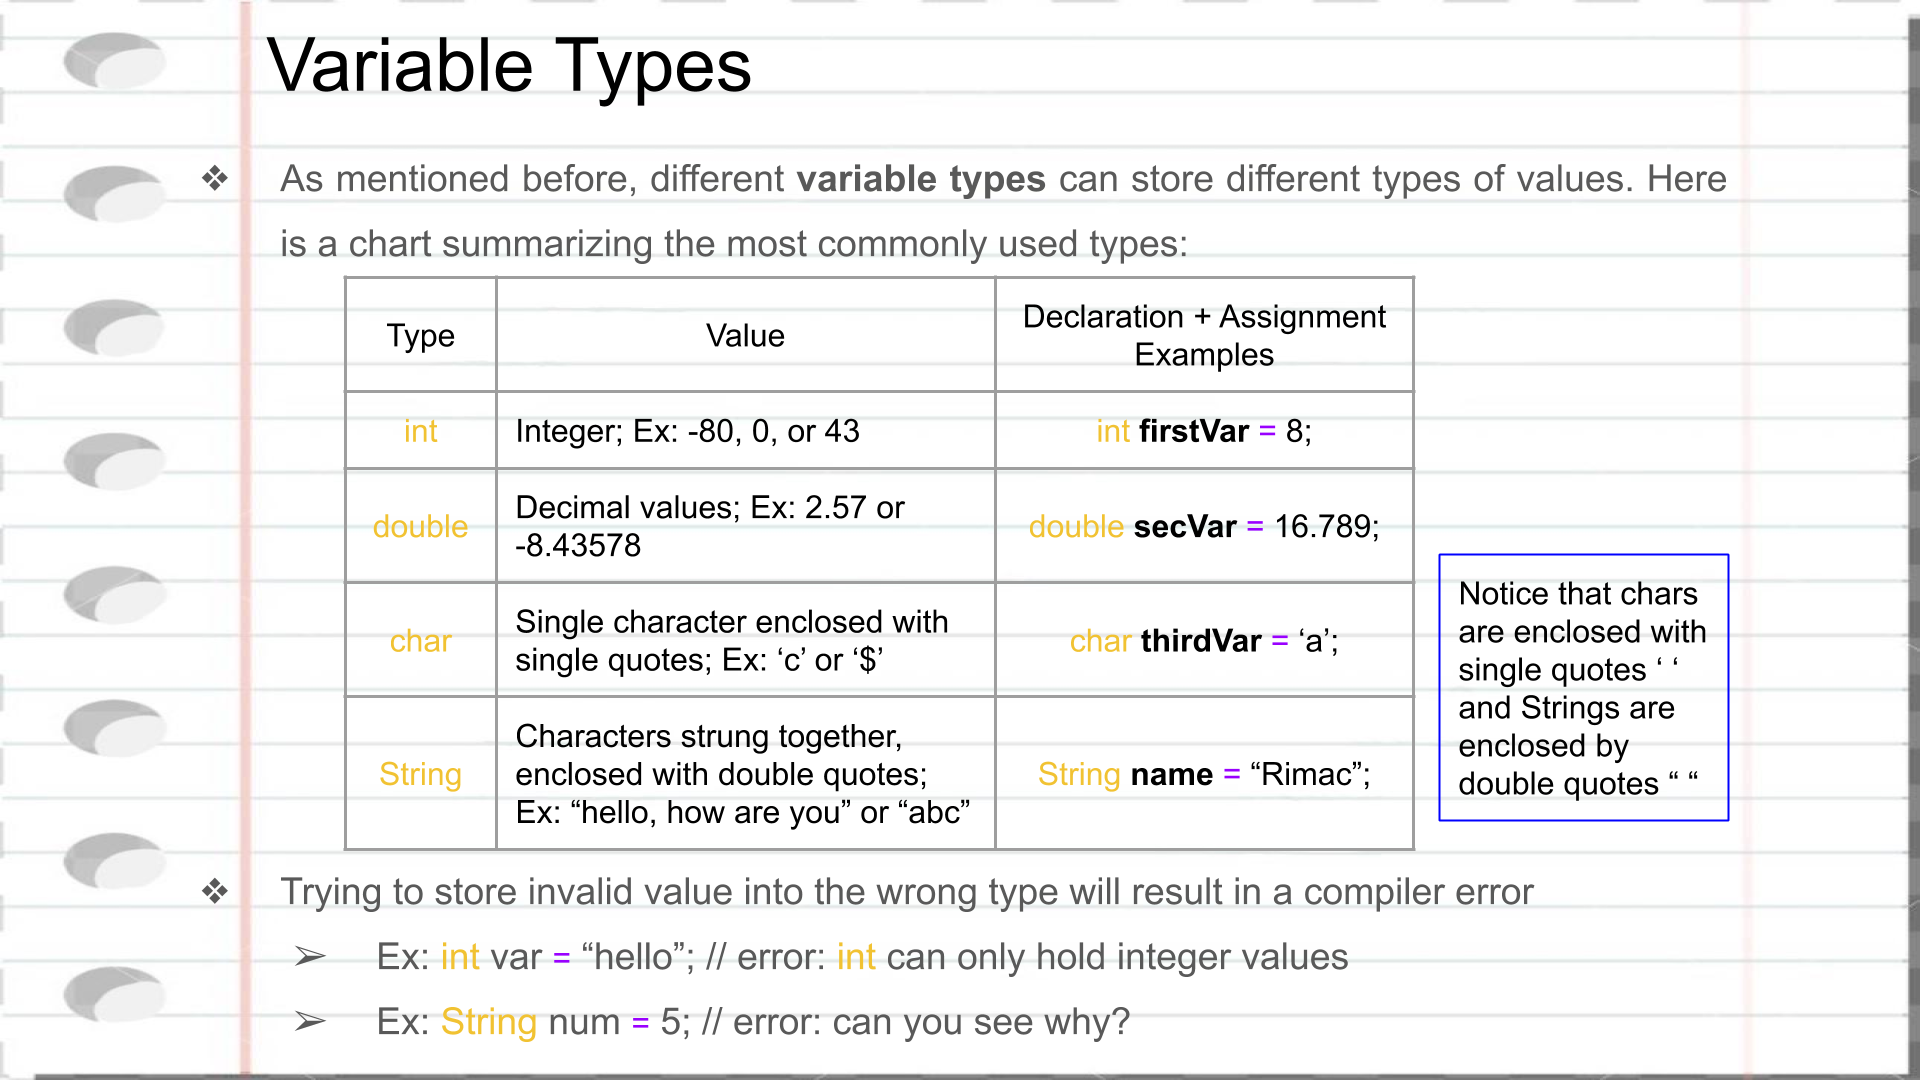 Variable Types
❖ As mentioned before, different variable types can store different types of values. Here
is a chart summarizing the most commonly used types:
Type
Value
Declaration + Assignment
Examples
int
Integer; Ex: -80, 0, or 43
int firstVar = 8;
double
Decimal values; Ex: 2.57 or
-8.43578
double secVar = 16.789;
char
Single character enclosed with
single quotes; Ex: ‘c’ or ‘$’
char thirdVar = ‘a’;
String
Characters strung together,
enclosed with double quotes;
Ex: “hello, how are you” or “abc”
String name = “Rimac”;
Notice that chars
are enclosed with
single quotes ‘ ‘
and Strings are
enclosed by
double quotes “ “
❖ Trying to store invalid value into the wrong type will result in a compiler error
➢ Ex: int var = “hello”; // error: int can only hold integer values
➢ Ex: String num = 5; // error: can you see why?